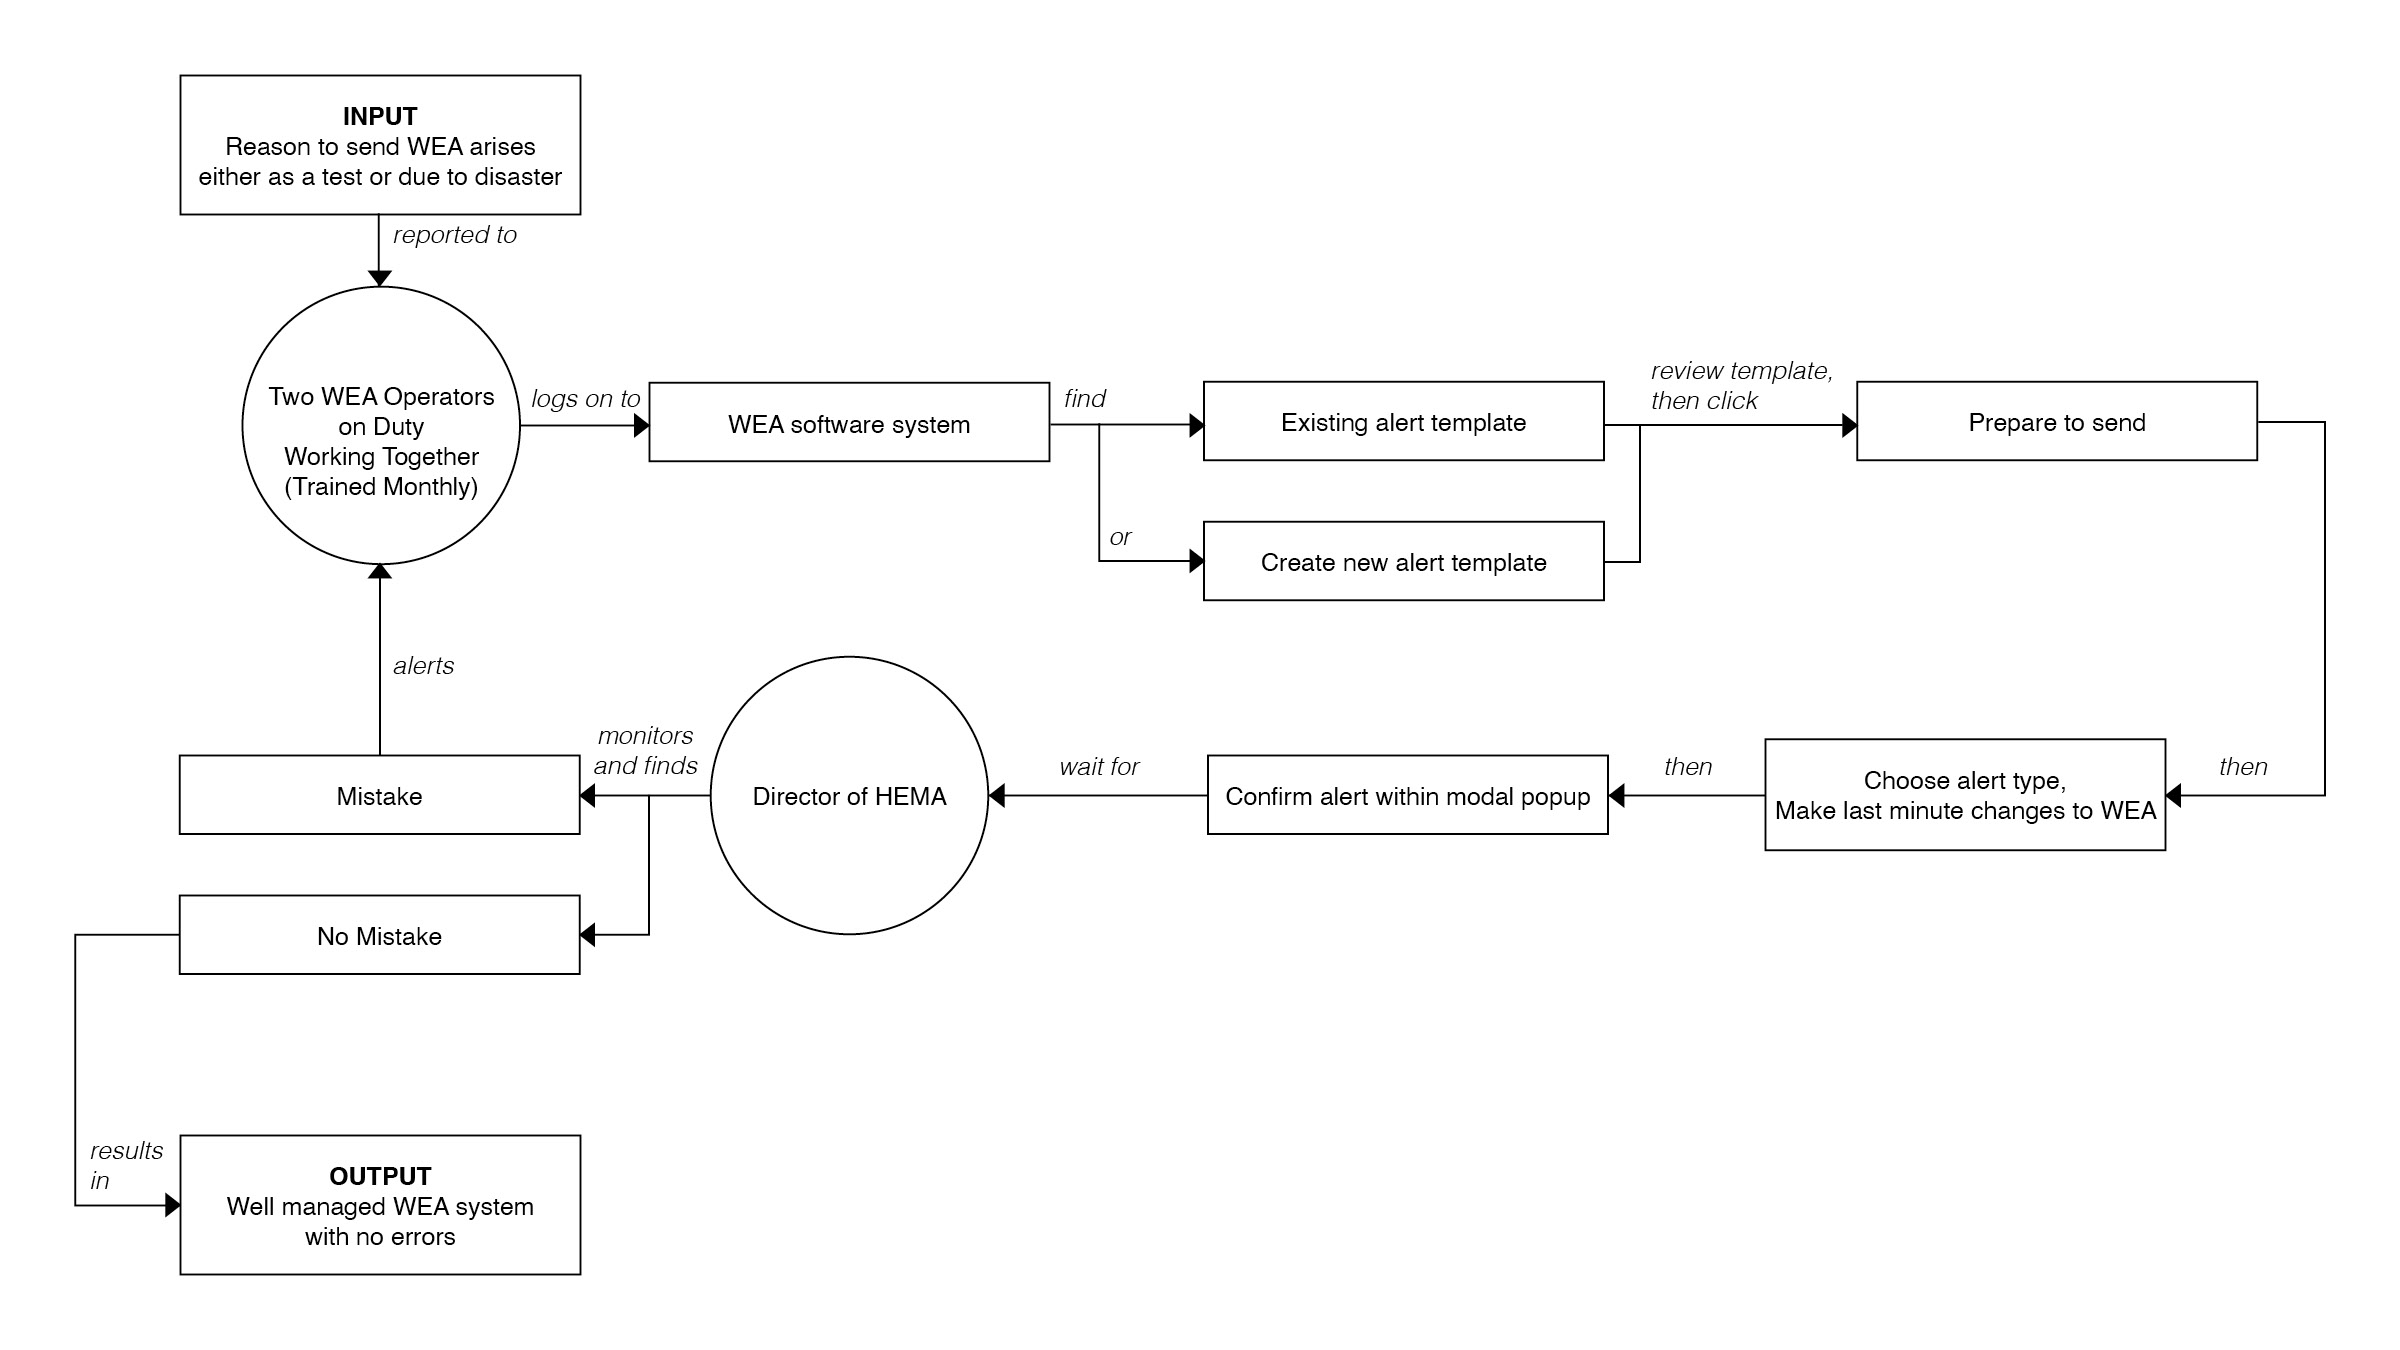 INPUT
Reason to send WEA arises
either as a test or due to disaster
reported to
Two WEA Operators
on Duty
Working Together
(Trained Monthly)
logs on to
WEA software system
find
Existing alert template
or
Create new alert template
review template,
then click
Prepare to send
then
Choose alert type,
Make last minute changes to WEA
then
Confirm alert within modal popup
wait for
Director of HEMA
monitors
and finds
Mistake
alerts
No Mistake
results
in
OUTPUT
Well managed WEA system
with no errors